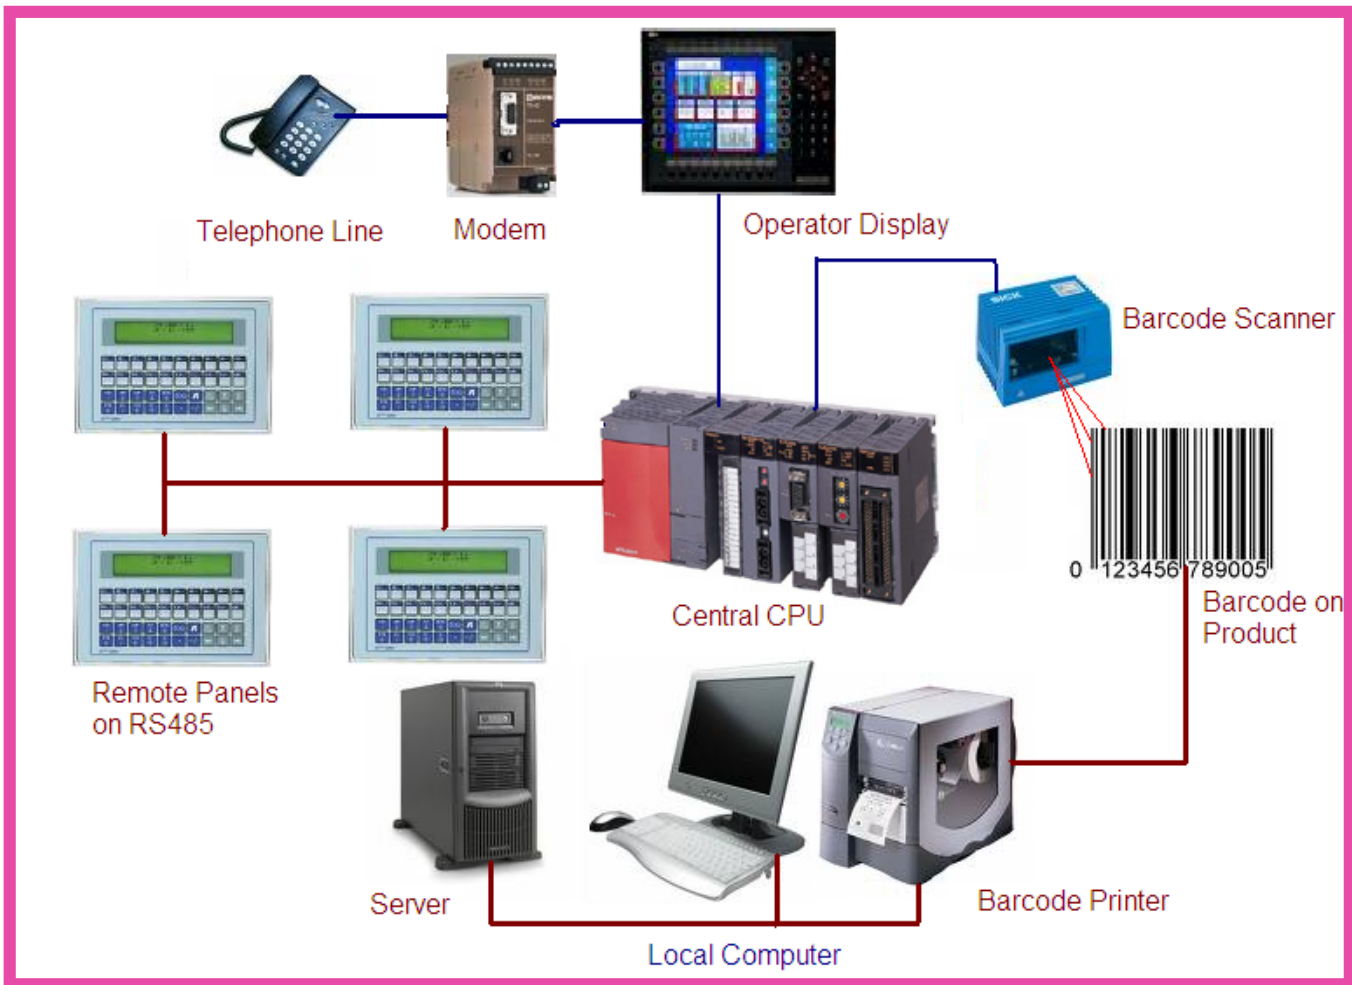 Telephone Line
Modem
Operator Display
SICK
Barcode Scanner
0 123456 789005
Barcode on
Product
Central CPU
Remote Panels
on RS485
Server
Barcode Printer
Local Computer